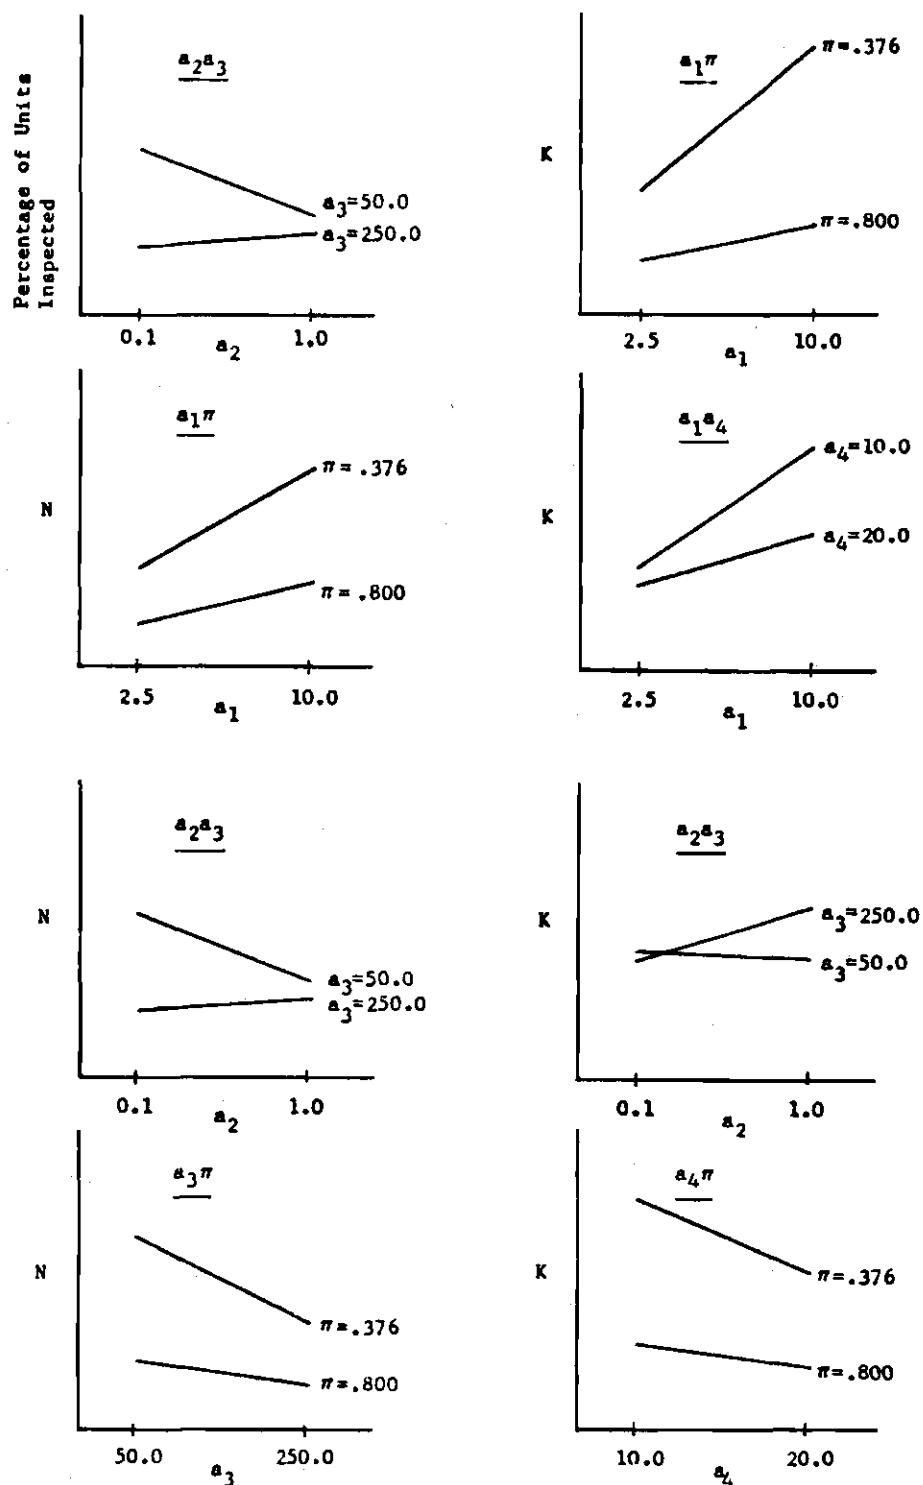 Percentage of Units
Inspected
a₂a₃
a₃=50.0
a₃=250.0
0.1
1.0
a₂
K
a₁π
π=.376
π=.800
2.5
10.0
a₁
N
a₁π
π=.376
π=.800
2.5
10.0
a₁
K
a₁a₄
a₄=10.0
a₄=20.0
2.5
10.0
a₁
N
a₂a₃
a₃=50.0
a₃=250.0
0.1
1.0
a₂
K
a₂a₃
a₃=250.0
a₃=50.0
0.1
1.0
a₂
N
a₃π
π=.376
π=.800
50.0
250.0
a₃
K
a₄π
π=.376
π=.800
10.0
20.0
a₄